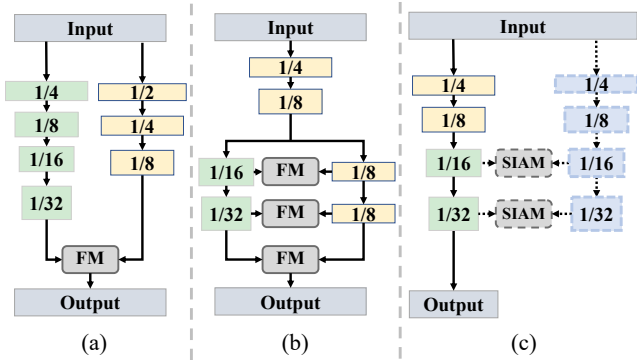 Input
1/4
1/8
1/16
1/32
1/2
1/4
1/8
FM
Output
(a)
Input
1/4
1/8
1/16 FM 1/8
1/32 FM 1/8
FM
Output
(b)
Input
1/4 1/4
1/8 1/8
1/16 SIAM 1/16
1/32 SIAM 1/32
Output
(c)